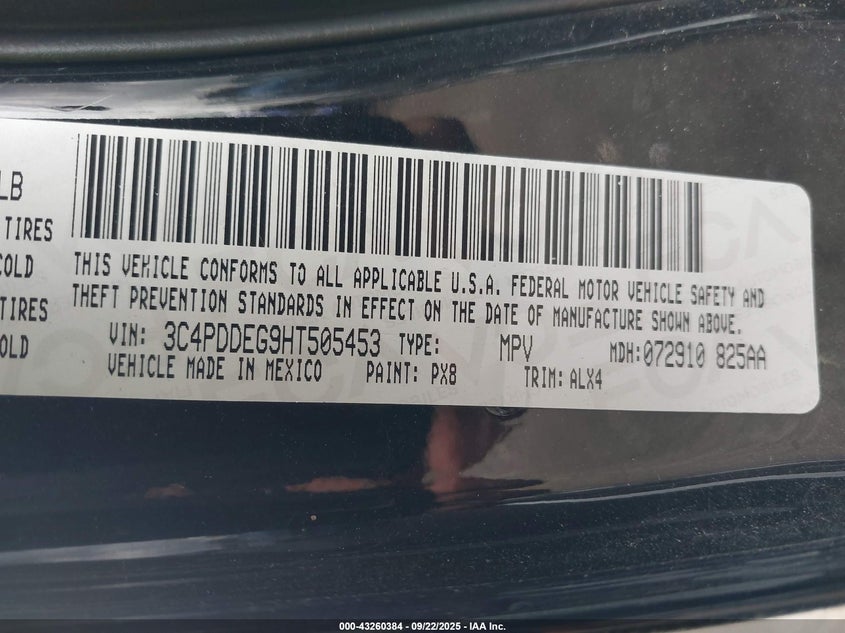 LB
TIRES
COLD
TIRES
OLD
THIS VEHICLE CONFORMS TO ALL APPLICABLE U.S.A. FEDERAL MOTOR VEHICLE SAFETY AND
THEFT PREVENTION STANDARDS IN EFFECT ON THE DATE OF MANUFACTURE SHOWN ABOVE.
VIN: 3C4PDDEG9HT505453 TYPE: MPV MDH:072910 825AA
VEHICLE MADE IN MEXICO PAINT: PX8 TRIM: ALX4
000-43260384 - 09/22/2025 - IAA Inc.